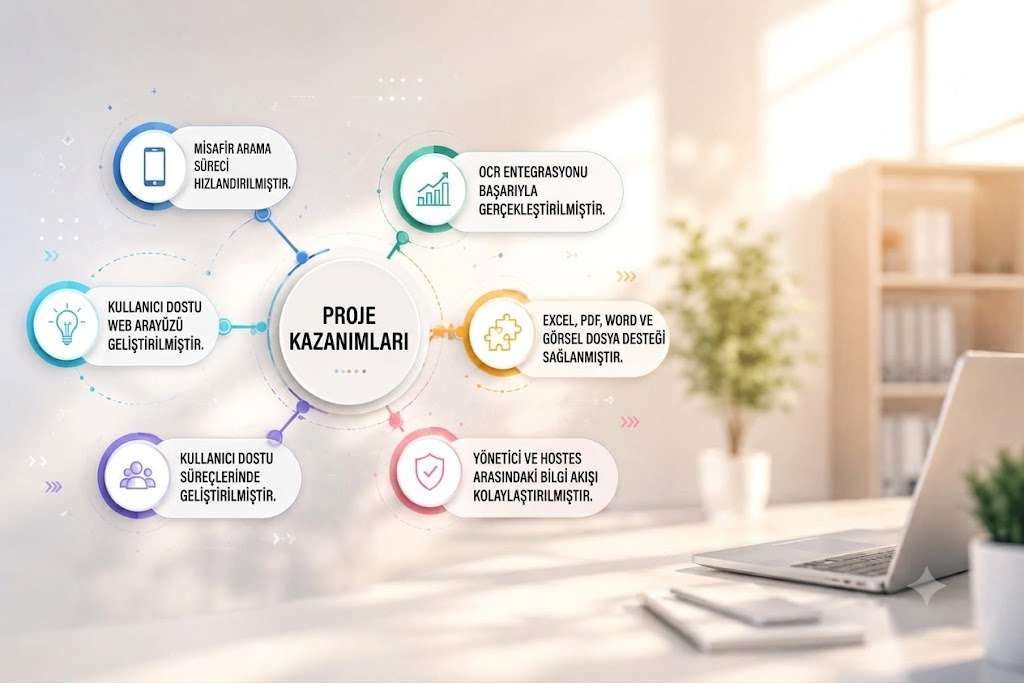 MİSAFİR ARAMA
SÜRECİ
HIZLANDIRILMIŞTIR.
OCR ENTEGRASYONU
BAŞARIYLA
GERÇEKLEŞTİRİLMİŞTİR.
KULLANICI DOSTU
WEB ARAYÜZÜ
GELİŞTİRİLMİŞTİR.
PROJE
KAZANIMLARI
EXCEL, PDF, WORD VE
GÖRSEL DOSYA DESTEĞİ
SAĞLANMIŞTIR.
KULLANICI DOSTU
SÜREÇLERİNDE
GELİŞTİRİLMİŞTİR.
YÖNETİCİ VE HOSTES
ARASINDAKİ BİLGİ AKIŞI
KOLAYLAŞTIRILMIŞTIR.